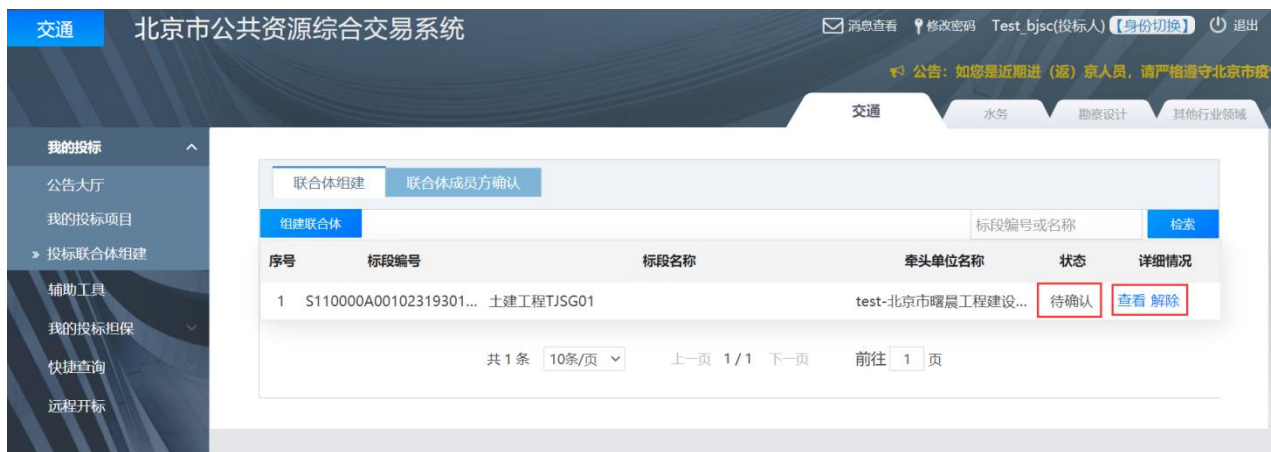 交通 北京市公共资源综合交易系统 消息查看 修改密码 Test_bjsc(投标人)【身份切换】 退出
公告：如您是近期进（返）京人员，请严格遵守北京市疫
交通 水务 勘察设计 其他行业领域
我的投标
公告大厅
我的投标项目
» 投标联合体组建
辅助工具
我的投标担保
快捷查询
远程开标
联合体组建 联合体成员方确认
组建联合体 标段编号或名称 检索
序号 标段编号 标段名称 牵头单位名称 状态 详细情况
1 S110000A00102319301... 土建工程TJSG01 test-北京市曙晨工程建设... 待确认 查看 解除
共 1 条 10条/页 上一页 1 / 1 下一页 前往 1 页